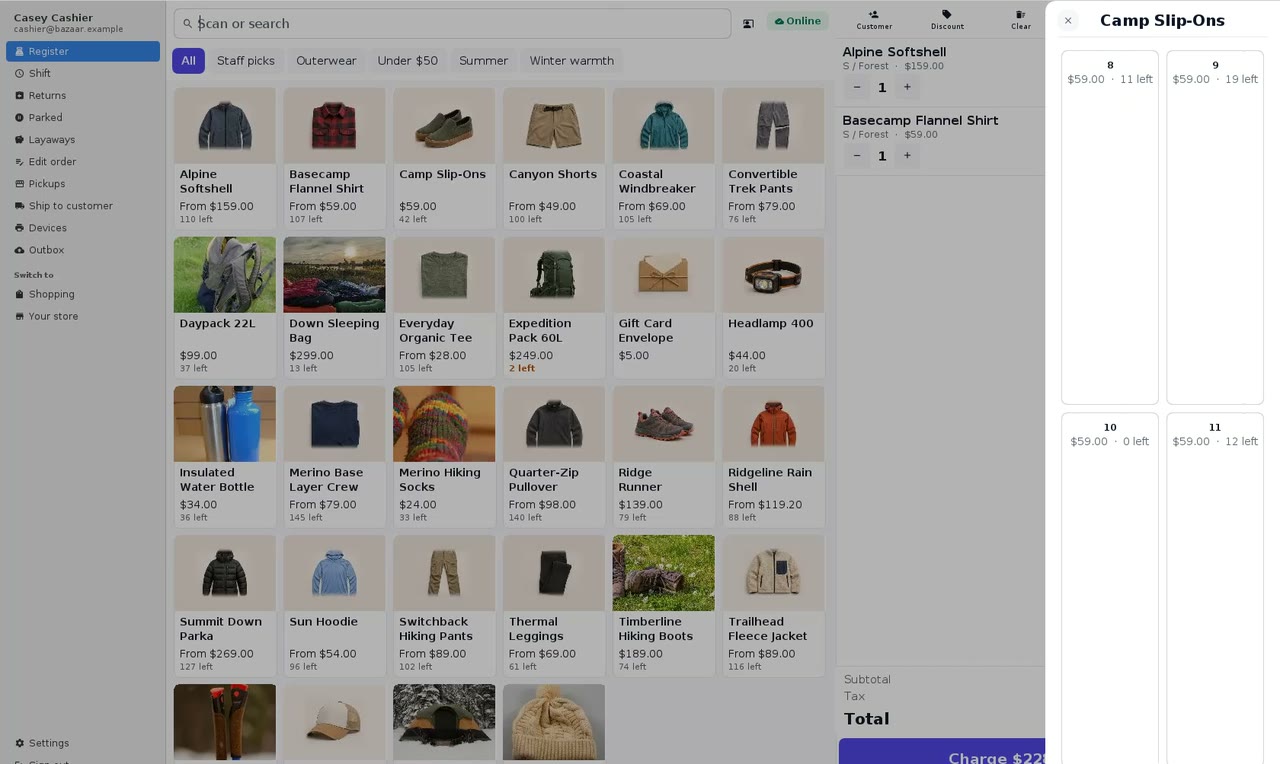 Casey Cashier
cashier@bazaar.example
Register
Shift
Returns
Parked
Layaways
Edit order
Pickups
Ship to customer
Devices
Outbox
Switch to
Shopping
Your store
Settings
Scan or search
Online
All
Staff picks
Outerwear
Under $50
Summer
Winter warmth
Alpine Softshell
From $159.00
110 left
Basecamp Flannel Shirt
From $59.00
107 left
Camp Slip-Ons
$59.00
42 left
Canyon Shorts
From $49.00
100 left
Coastal Windbreaker
From $69.00
105 left
Convertible Trek Pants
From $79.00
76 left
Daypack 22L
$99.00
37 left
Down Sleeping Bag
$299.00
13 left
Everyday Organic Tee
From $28.00
105 left
Expedition Pack 60L
$249.00
2 left
Gift Card Envelope
$5.00
Headlamp 400
$44.00
20 left
Insulated Water Bottle
$34.00
36 left
Merino Base Layer Crew
From $79.00
145 left
Merino Hiking Socks
$24.00
33 left
Quarter-Zip Pullover
From $98.00
140 left
Ridge Runner
$139.00
79 left
Ridgeline Rain Shell
From $119.20
88 left
Summit Down Parka
From $269.00
127 left
Sun Hoodie
From $54.00
96 left
Switchback Hiking Pants
From $89.00
102 left
Thermal Leggings
From $69.00
61 left
Timberline Hiking Boots
$189.00
74 left
Trailhead Fleece Jacket
From $89.00
116 left
Customer
Discount
Clear
Alpine Softshell
S / Forest · $159.00
− 1 +
Basecamp Flannel Shirt
S / Forest · $59.00
− 1 +
Subtotal
Tax
Total
Charge
Camp Slip-Ons
8
$59.00 · 11 left
9
$59.00 · 19 left
10
$59.00 · 0 left
11
$59.00 · 12 left